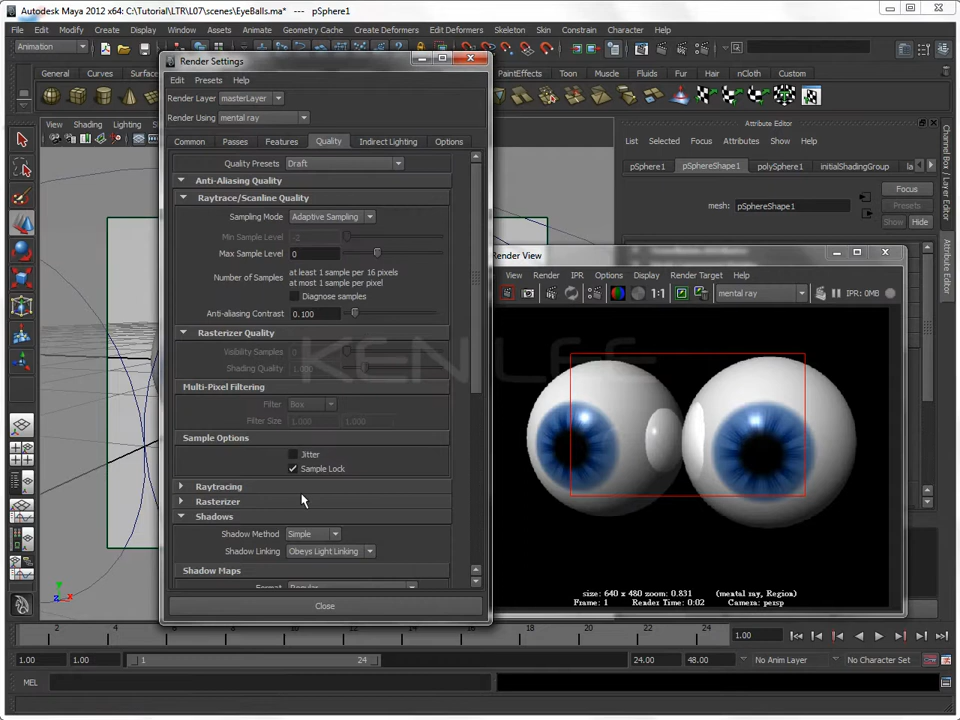 Autodesk Maya 2012 x64: C:\Tutorial\LTR\L07\scenes\EyeBalls.ma* --- pSphere1
File Edit Modify Create Display Window Assets Animate Geometry Cache Create Deformers Edit Deformers Skeleton Skin Constrain Character Help
Animation
General Curves Surface PaintEffects Toon Muscle Fluids Fur Hair nCloth Custom
View Shading Lighting
Render Settings
Edit Presets Help
Render Layer masterLayer
Render Using mental ray
Common Passes Features Quality Indirect Lighting Options
Quality Presets Draft
Anti-Aliasing Quality
Raytrace/Scanline Quality
Sampling Mode Adaptive Sampling
Min Sample Level -2
Max Sample Level 0
Number of Samples at least 1 sample per 16 pixels
at most 1 sample per pixel
Diagnose samples
Anti-aliasing Contrast 0.100
Rasterizer Quality
Visibility Samples 0
Shading Quality 1.000
Multi-Pixel Filtering
Filter Box
Filter Size 1.000 1.000
Sample Options
Jitter
Sample Lock
Raytracing
Rasterizer
Shadows
Shadow Method Simple
Shadow Linking Obeys Light Linking
Shadow Maps
Format Regular
Close
KEN LEE
Attribute Editor
List Selected Focus Attributes Show Help
pSphere1 pSphereShape1 polySphere1 initialShadingGroup la
mesh: pSphereShape1
Focus
Presets
Show Hide
Channel Box / Layer Editor
Attribute Editor
Render View
View Render IPR Options Display Render Target Help
1:1 mental ray IPR: 0MB
size: 640 x 480 zoom: 0.831
(mental ray, Region)
Frame: 1 Render Time: 0:02 Camera: persp
2 4 6 8 10 12 14 16 18 20 22 24
1.00
1.00 1.00 1 24 24.00 48.00 No Anim Layer No Character Set
MEL